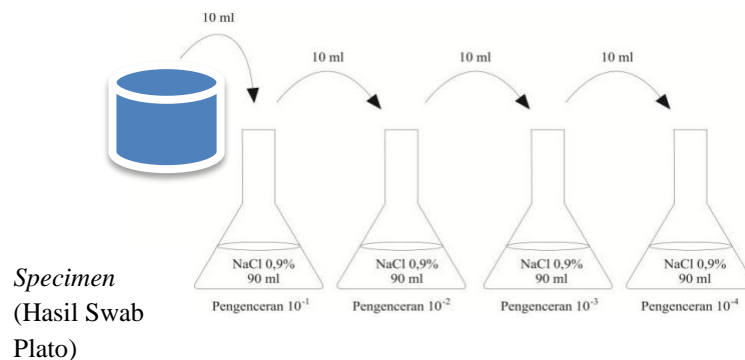 10 ml
10 ml
10 ml
10 ml
NaCl 0,9%
90 ml
NaCl 0,9%
90 ml
NaCl 0,9%
90 ml
NaCl 0,9%
90 ml
Pengenceran 10⁻¹
Pengenceran 10⁻²
Pengenceran 10⁻³
Pengenceran 10⁻⁴
Specimen
(Hasil Swab
Plato)